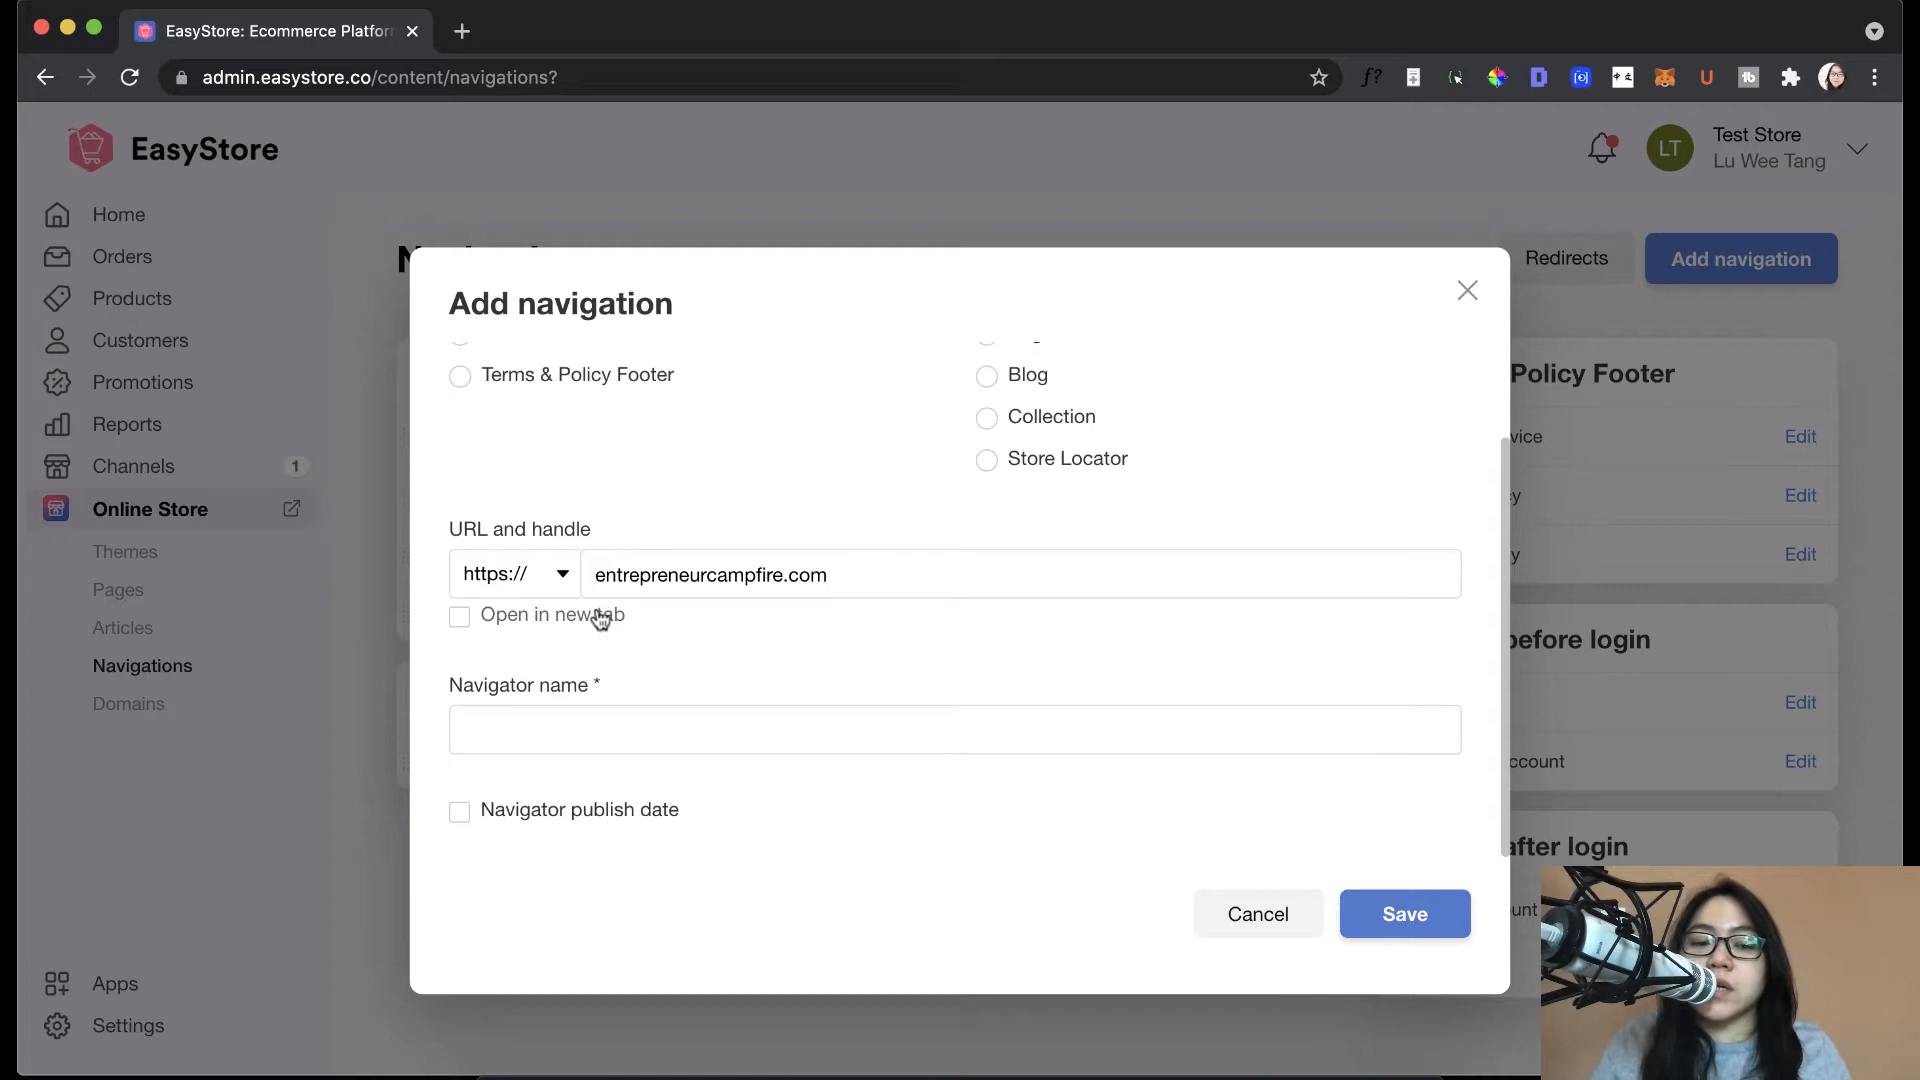 EasyStore: Ecommerce Platfor
admin.easystore.co/content/navigations?
f?
EasyStore
LT
Test Store
Lu Wee Tang
Home
Orders
Products
Customers
Promotions
Reports
Channels
1
Online Store
Themes
Pages
Articles
Navigations
Domains
Apps
Settings
Redirects
Add navigation
Add navigation
Terms & Policy Footer
Blog
Collection
Store Locator
URL and handle
https://
entrepreneurcampfire.com
Open in new tab
Navigator name *
Navigator publish date
Cancel
Save
Policy Footer
vice
Edit
cy
Edit
y
Edit
before login
Edit
ccount
Edit
after login
unt